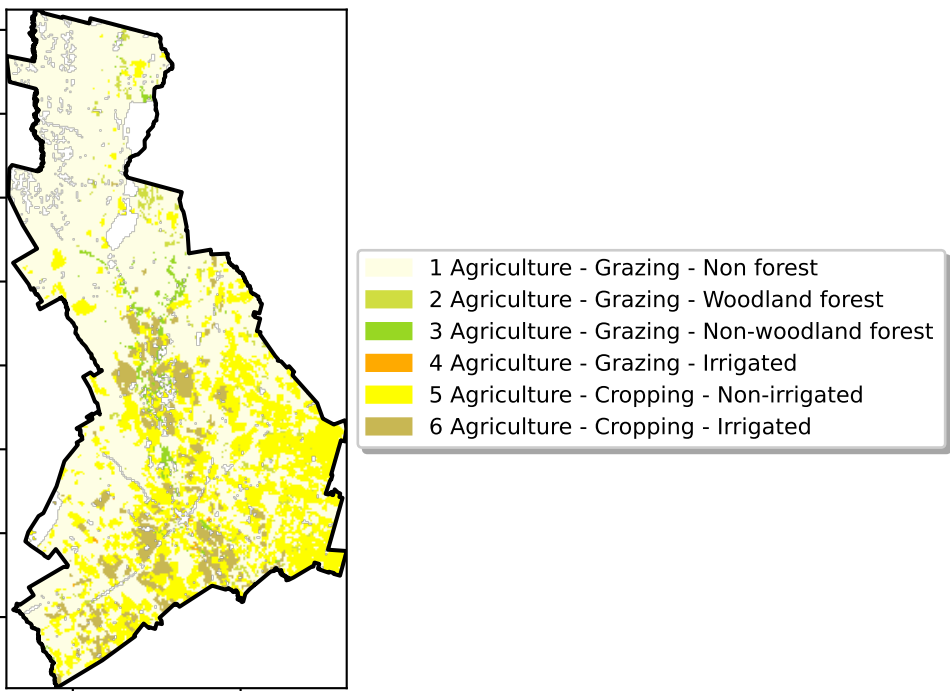 1 Agriculture - Grazing - Non forest
2 Agriculture - Grazing - Woodland forest
3 Agriculture - Grazing - Non-woodland forest
4 Agriculture - Grazing - Irrigated
5 Agriculture - Cropping - Non-irrigated
6 Agriculture - Cropping - Irrigated